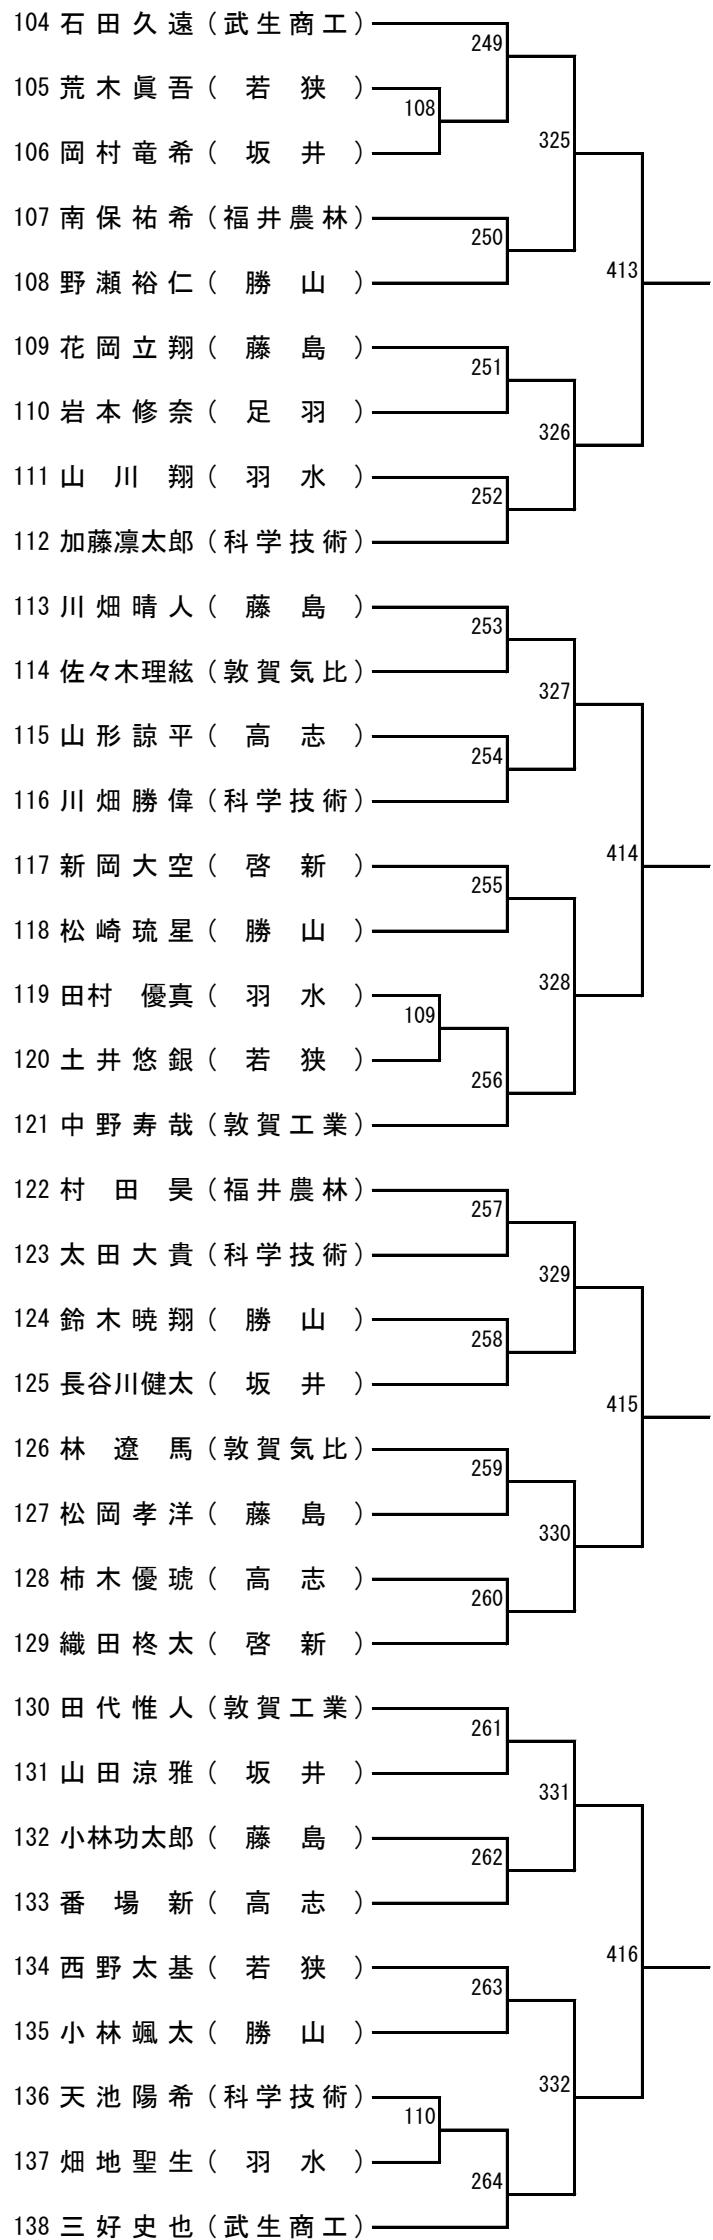 104 石田久遠（武生商工）
249
105 荒木眞吾（若狭）
108
106 岡村竜希（坂井）
325
107 南保祐希（福井農林）
250
108 野瀬裕仁（勝山）
413
109 花岡立翔（藤島）
251
110 岩本修奈（足羽）
326
111 山川翔（羽水）
252
112 加藤凛太郎（科学技術）
113 川畑晴人（藤島）
253
114 佐々木理絃（敦賀気比）
327
115 山形諒平（高志）
254
116 川畑勝偉（科学技術）
414
117 新岡大空（啓新）
255
118 松崎琉星（勝山）
328
119 田村優真（羽水）
109
120 土井悠銀（若狭）
256
121 中野寿哉（敦賀工業）
122 村田昊（福井農林）
257
123 太田大貴（科学技術）
329
124 鈴木暁翔（勝山）
258
125 長谷川健太（坂井）
415
126 林遼馬（敦賀気比）
259
127 松岡孝洋（藤島）
330
128 柿木優琥（高志）
260
129 織田柊太（啓新）
130 田代惟人（敦賀工業）
261
131 山田涼雅（坂井）
331
132 小林功太郎（藤島）
262
133 番場新（高志）
416
134 西野太基（若狭）
263
135 小林颯太（勝山）
332
136 天池陽希（科学技術）
110
137 畑地聖生（羽水）
264
138 三好史也（武生商工）